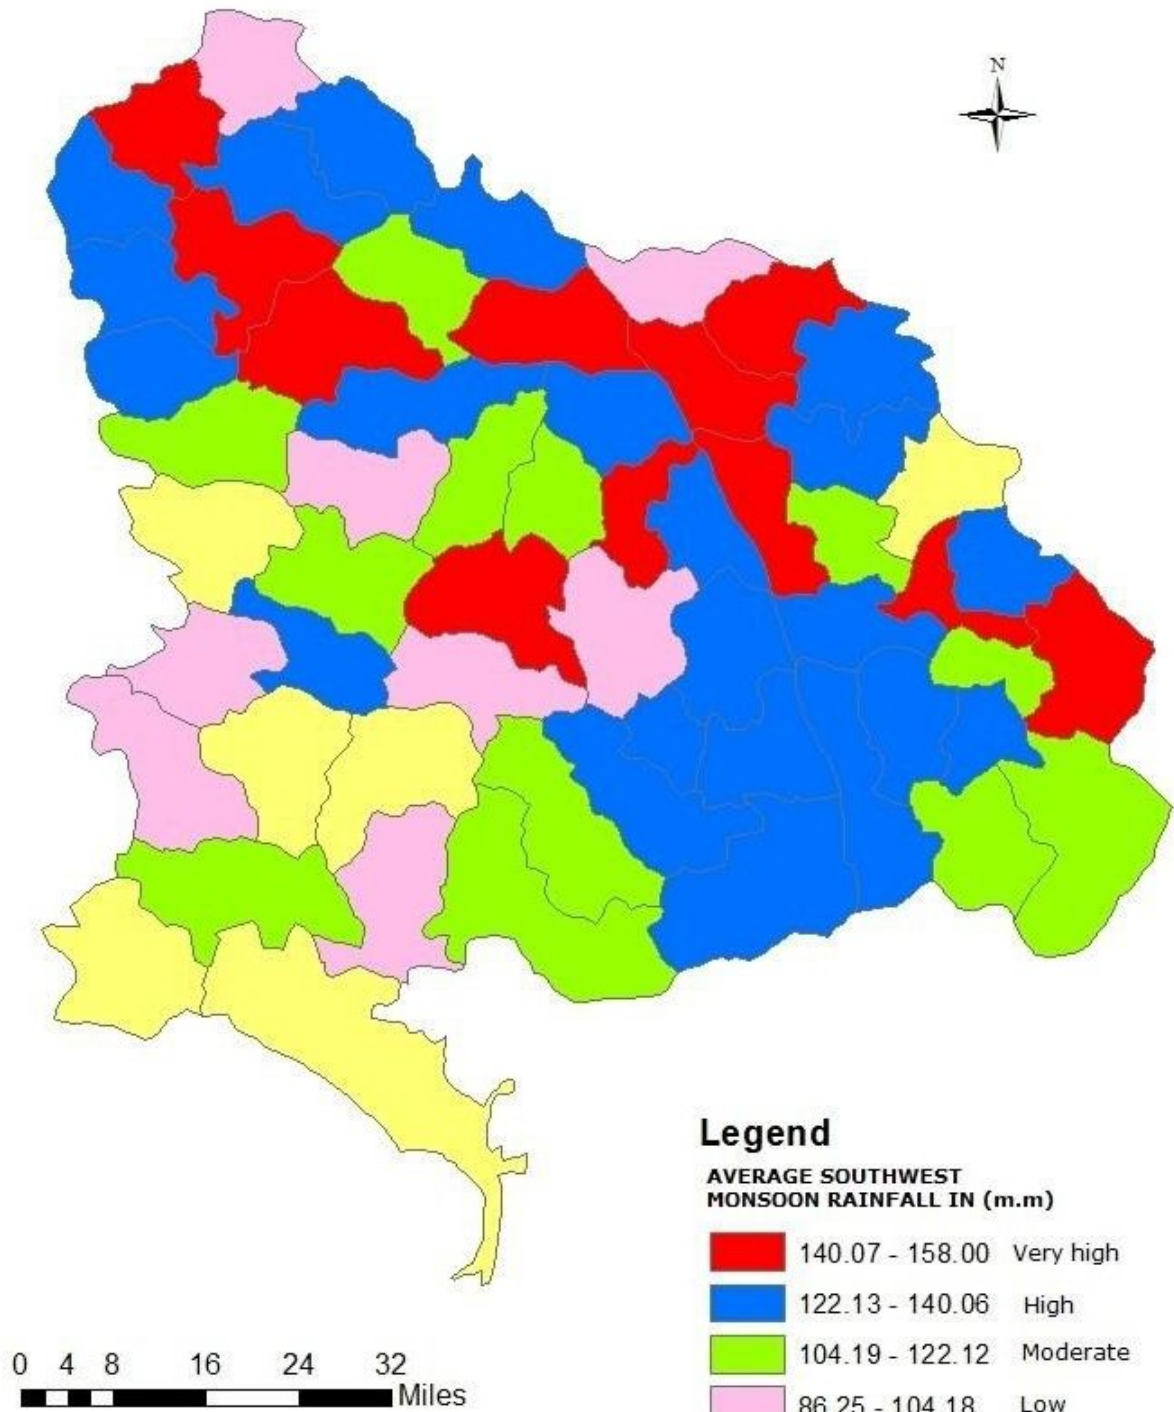 N
Legend
AVERAGE SOUTHWEST
MONSOON RAINFALL IN (m.m)
140.07 - 158.00 Very high
122.13 - 140.06 High
104.19 - 122.12 Moderate
86.25 - 104.18 Low
0 4 8 16 24 32
Miles